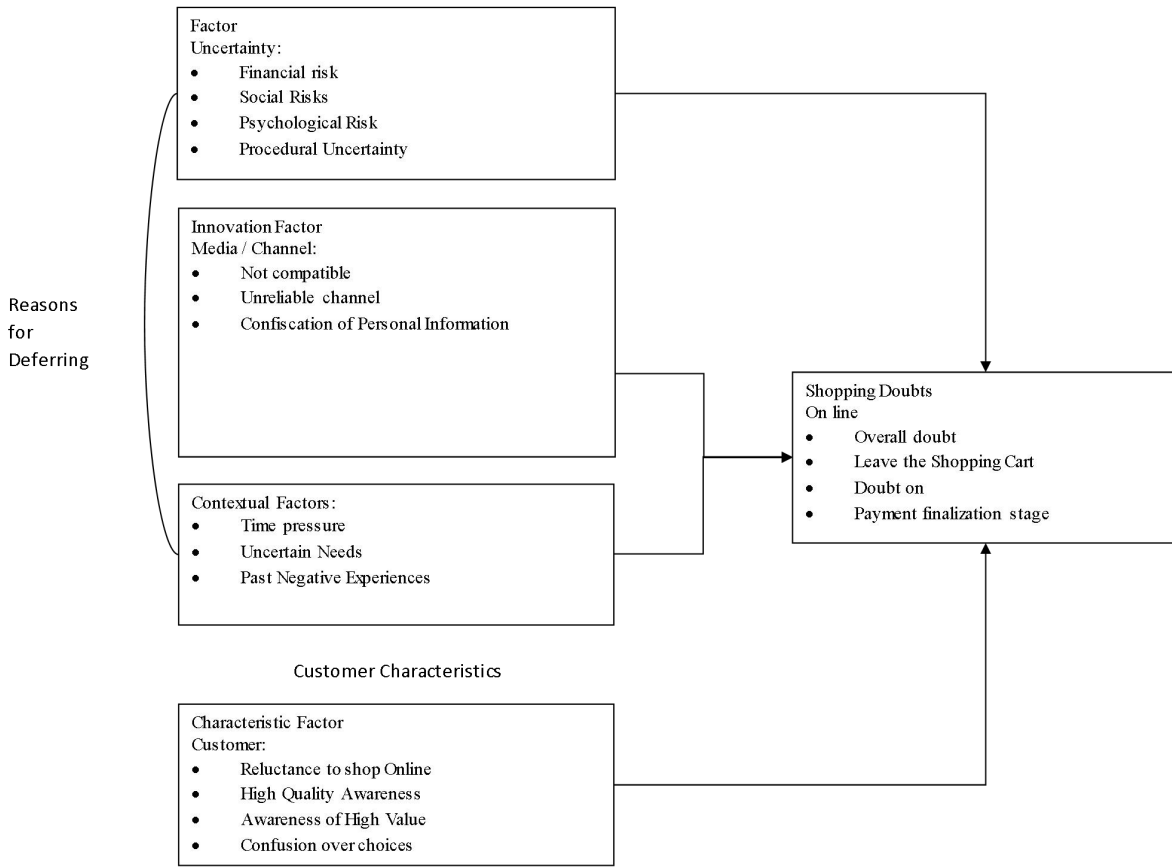 Factor
Uncertainty:
• Financial risk
• Social Risks
• Psychological Risk
• Procedural Uncertainty
Innovation Factor
Media / Channel:
• Not compatible
• Unreliable channel
• Confiscation of Personal Information
Reasons
for
Deferring
Shopping Doubts
On line
• Overall doubt
• Leave the Shopping Cart
• Doubt on
• Payment finalization stage
Contextual Factors:
• Time pressure
• Uncertain Needs
• Past Negative Experiences
Customer Characteristics
Characteristic Factor
Customer:
• Reluctance to shop Online
• High Quality Awareness
• Awareness of High Value
• Confusion over choices